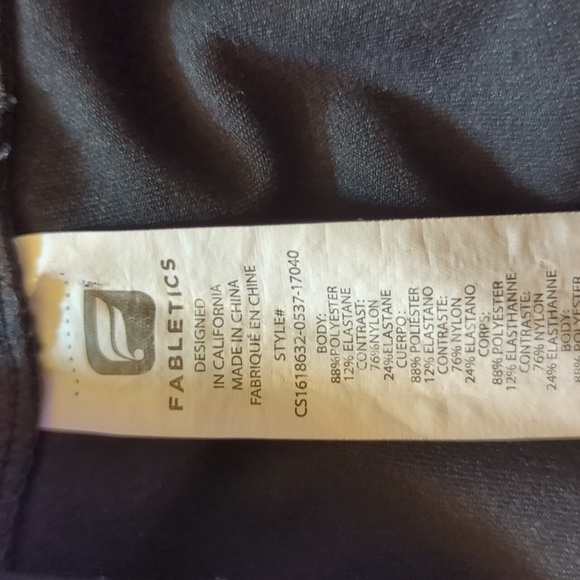 FABLETICS
DESIGNED
IN CALIFORNIA
MADE IN CHINA
FABRIQUÉ EN CHINE
STYLE#
CS1618632-0537-17040
BODY:
88%POLYESTER
12% ELASTANE
CONTRAST:
76%NYLON
24%ELASTANE
CUERPO:
88% POLIESTER
12% ELASTANO
CONTRASTE:
76% NYLON
24% ELASTANO
CORPS:
88% POLYESTER
12% ELASTHANNE
CONTRASTE:
76% NYLON
24% ELASTHANNE
BODY: